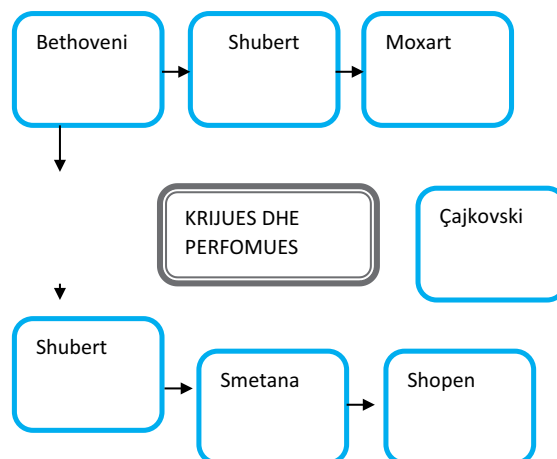 Bethoveni
Shubert
Moxart
KRIJUES DHE
PERFOMUES
Çajkovski
Shubert
Smetana
Shopen